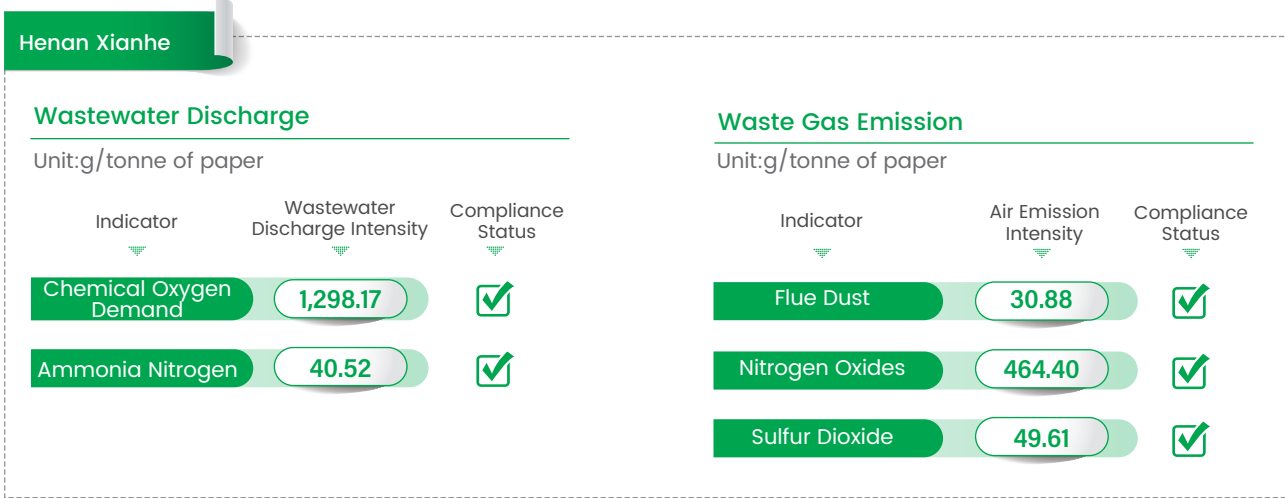 Henan Xianhe
Wastewater Discharge
Unit:g/tonne of paper
Indicator
Wastewater
Discharge Intensity
Compliance
Status
Chemical Oxygen
Demand
1,298.17
Ammonia Nitrogen
40.52
Waste Gas Emission
Unit:g/tonne of paper
Indicator
Air Emission
Intensity
Compliance
Status
Flue Dust
30.88
Nitrogen Oxides
464.40
Sulfur Dioxide
49.61